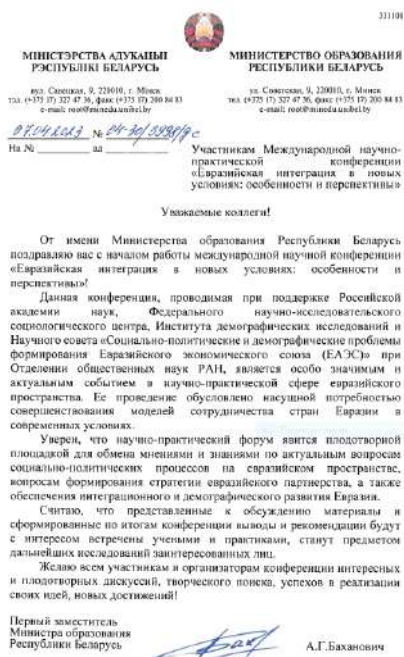 331101
МІНІСТЭРСТВА АДУКАЦЫІ
РЭСПУБЛІКІ БЕЛАРУСЬ
вул. Савецкая, 9, 220010, г. Мінск
тэл. (+375 17) 327 47 36, факс (+375 17) 200 84 83
e-mail: root@minedu.unibel.by
МИНИСТЕРСТВО ОБРАЗОВАНИЯ
РЕСПУБЛИКИ БЕЛАРУСЬ
ул. Советская, 9, 220010, г. Минск
тел. (+375 17) 327 47 36, факс (+375 17) 200 84 83
e-mail: root@minedu.unibel.by
07.04.2023 №
На № ад
Участникам Международной научно-
практической конференции
«Евразийская интеграция в новых
условиях: особенности и перспективы»
Уважаемые коллеги!
От имени Министерства образования Республики Беларусь
поздравляю вас с началом работы международной научной конференции
«Евразийская интеграция в новых условиях: особенности и
перспективы»!
Данная конференция, проводимая при поддержке Российской
академии наук, Федерального научно-исследовательского
социологического центра, Института демографических исследований и
Научного совета «Социально-политические и демографические проблемы
формирования Евразийского экономического союза (ЕАЭС)» при
Отделении общественных наук РАН, является особо значимым и
актуальным событием в научно-практической сфере евразийского
пространства. Ее проведение обусловлено насущной потребностью
совершенствования моделей сотрудничества стран Евразии в
современных условиях.
Уверен, что научно-практический форум явится плодотворной
площадкой для обмена мнениями и знаниями по актуальным вопросам
социально-политических процессов на евразийском пространстве,
вопросам формирования стратегии евразийского партнерства, а также
обеспечения интеграционного и демографического развития Евразии.
Считаю, что представленные к обсуждению материалы и
сформированные по итогам конференции выводы и рекомендации будут
с интересом встречены учеными и практиками, станут предметом
дальнейших исследований заинтересованных лиц.
Желаю всем участникам и организаторам конференции интересных
и плодотворных дискуссий, творческого поиска, успехов в реализации
своих идей, новых достижений!
Первый заместитель
Министра образования
Республики Беларусь
А.Г.Баханович